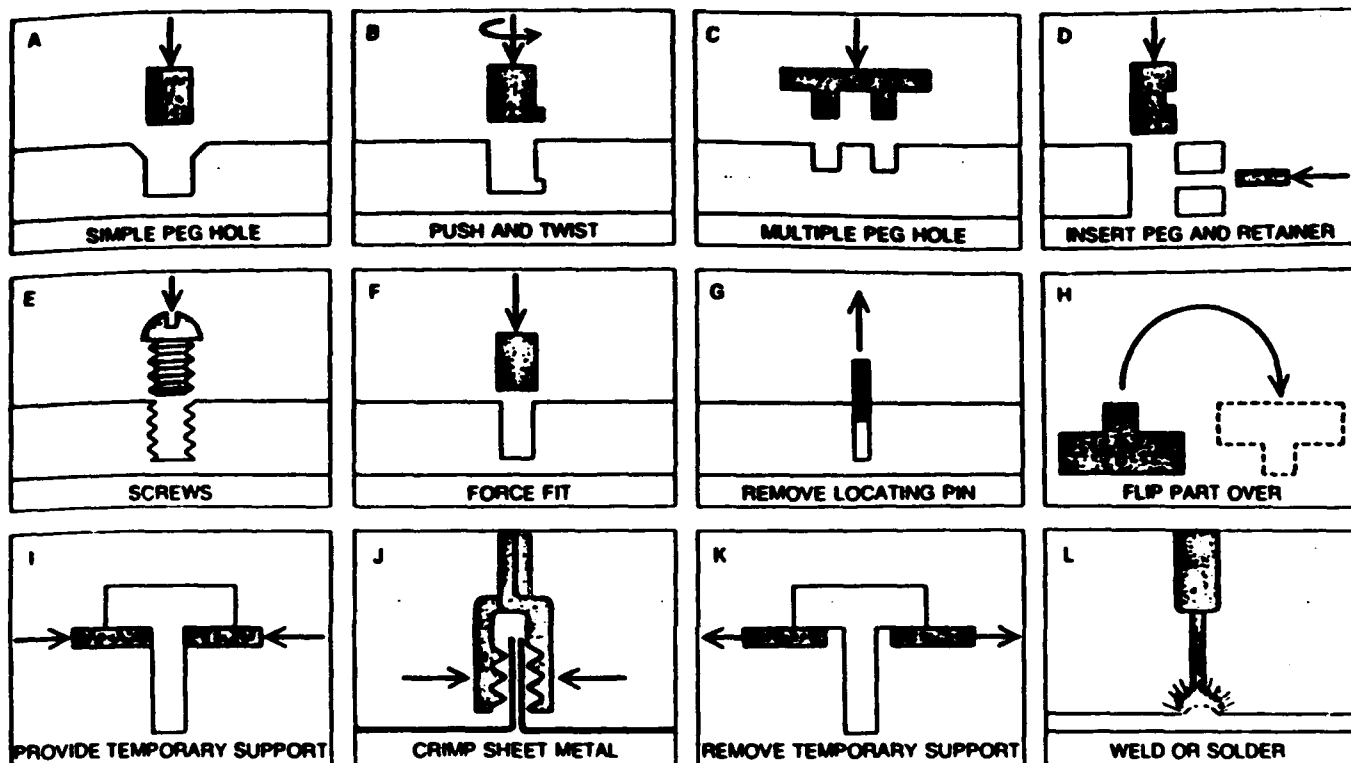 A
SIMPLE PEG HOLE
B
PUSH AND TWIST
C
MULTIPLE PEG HOLE
D
INSERT PEG AND RETAINER
E
SCREWS
F
FORCE FIT
G
REMOVE LOCATING PIN
H
FLIP PART OVER
I
PROVIDE TEMPORARY SUPPORT
J
CRIMP SHEET METAL
K
REMOVE TEMPORARY SUPPORT
L
WELD OR SOLDER